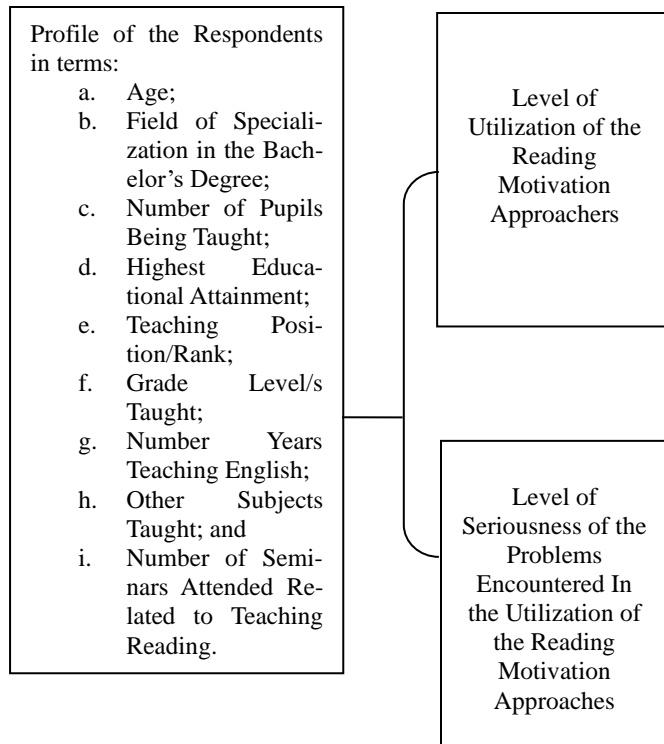 Profile of the Respondents
in terms:
a. Age;
b. Field of Speciali-
zation in the Bach-
elor’s Degree;
c. Number of Pupils
Being Taught;
d. Highest Educa-
tional Attainment;
e. Teaching Posi-
tion/Rank;
f. Grade Level/s
Taught;
g. Number Years
Teaching English;
h. Other Subjects
Taught; and
i. Number of Semi-
nars Attended Re-
lated to Teaching
Reading.
Level of
Utilization of the
Reading
Motivation
Approachers
Level of
Seriousness of the
Problems
Encountered In
the Utilization of
the Reading
Motivation
Approaches